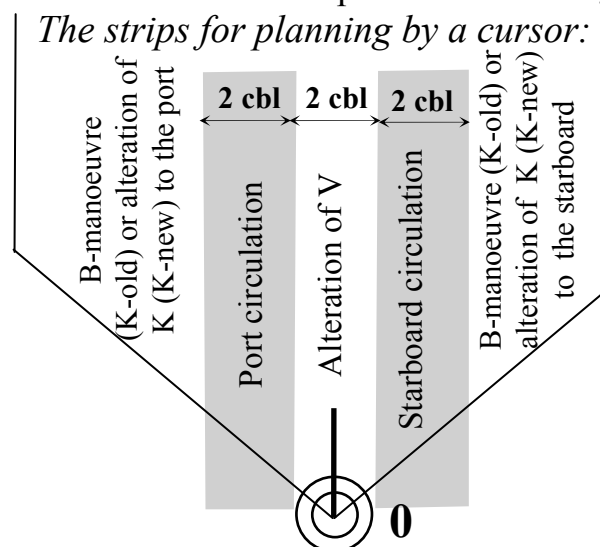 The strips for planning by a cursor:
B-manoeuvre
(K-old) or alteration of
K (K-new) to the port
2 cbl
2 cbl
2 cbl
Port circulation
Alteration of V
Starboard circulation
B-manoeuvre (K-old) or
alteration of K (K-new)
to the starboard
0